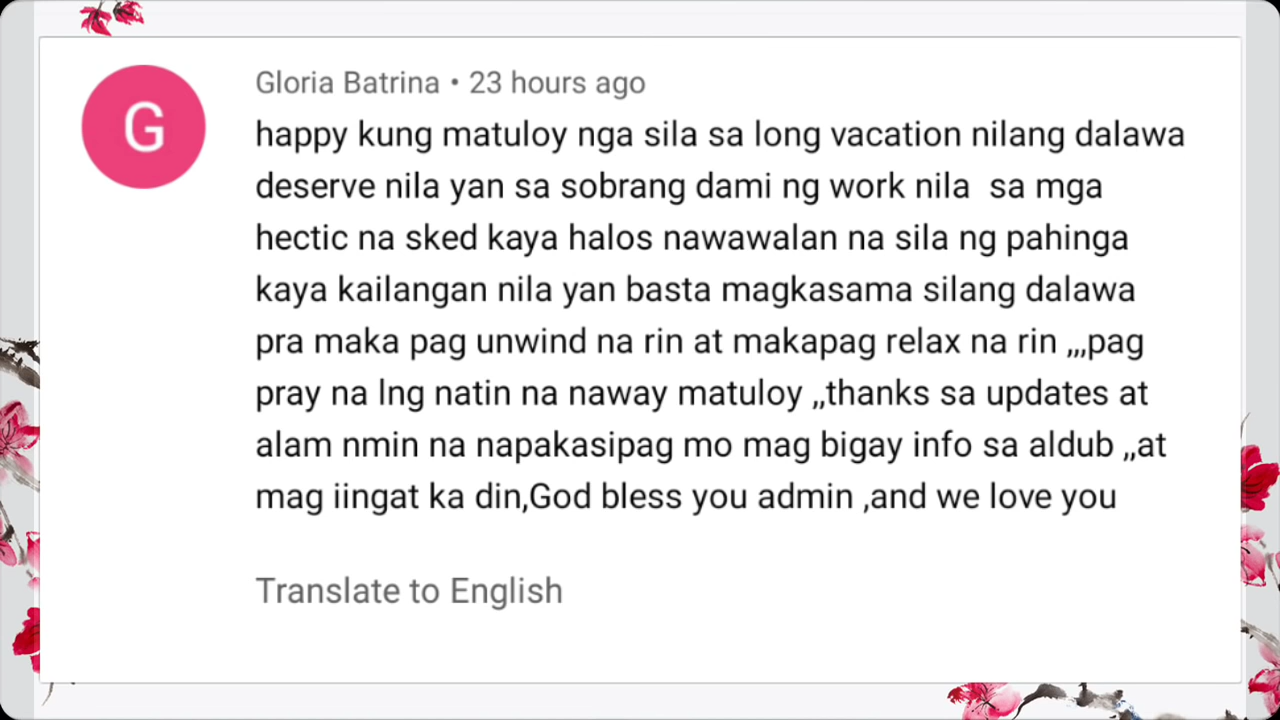 G
Gloria Batrina • 23 hours ago
happy kung matuloy nga sila sa long vacation nilang dalawa
deserve nila yan sa sobrang dami ng work nila  sa mga
hectic na sked kaya halos nawawalan na sila ng pahinga
kaya kailangan nila yan basta magkasama silang dalawa
pra maka pag unwind na rin at makapag relax na rin ,,,pag
pray na lng natin na naway matuloy ,,thanks sa updates at
alam nmin na napakasipag mo mag bigay info sa aldub ,,at
mag iingat ka din,God bless you admin ,and we love you
Translate to English